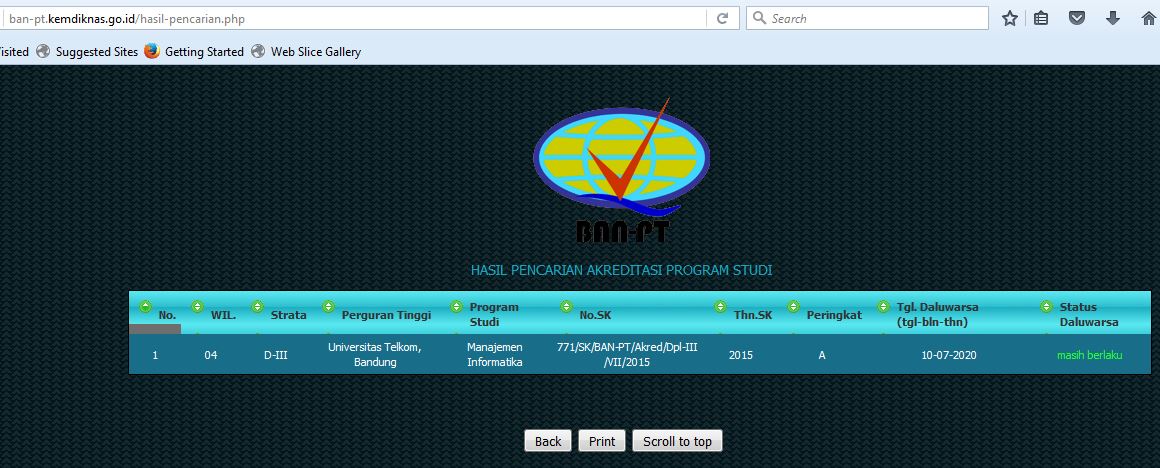 ban-pt.kemdiknas.go.id/hasil-pencarian.php
Search
isited Suggested Sites Getting Started Web Slice Gallery
BAN-PT
HASIL PENCARIAN AKREDITASI PROGRAM STUDI
No. WIL. Strata Perguran Tinggi Program Studi No.SK Thn.SK Peringkat Tgl. Daluwarsa (tgl-bln-thn) Status Daluwarsa
1 04 D-III Universitas Telkom, Bandung Manajemen Informatika 771/SK/BAN-PT/Akred/Dpl-III /VII/2015 2015 A 10-07-2020 masih berlaku
Back Print Scroll to top